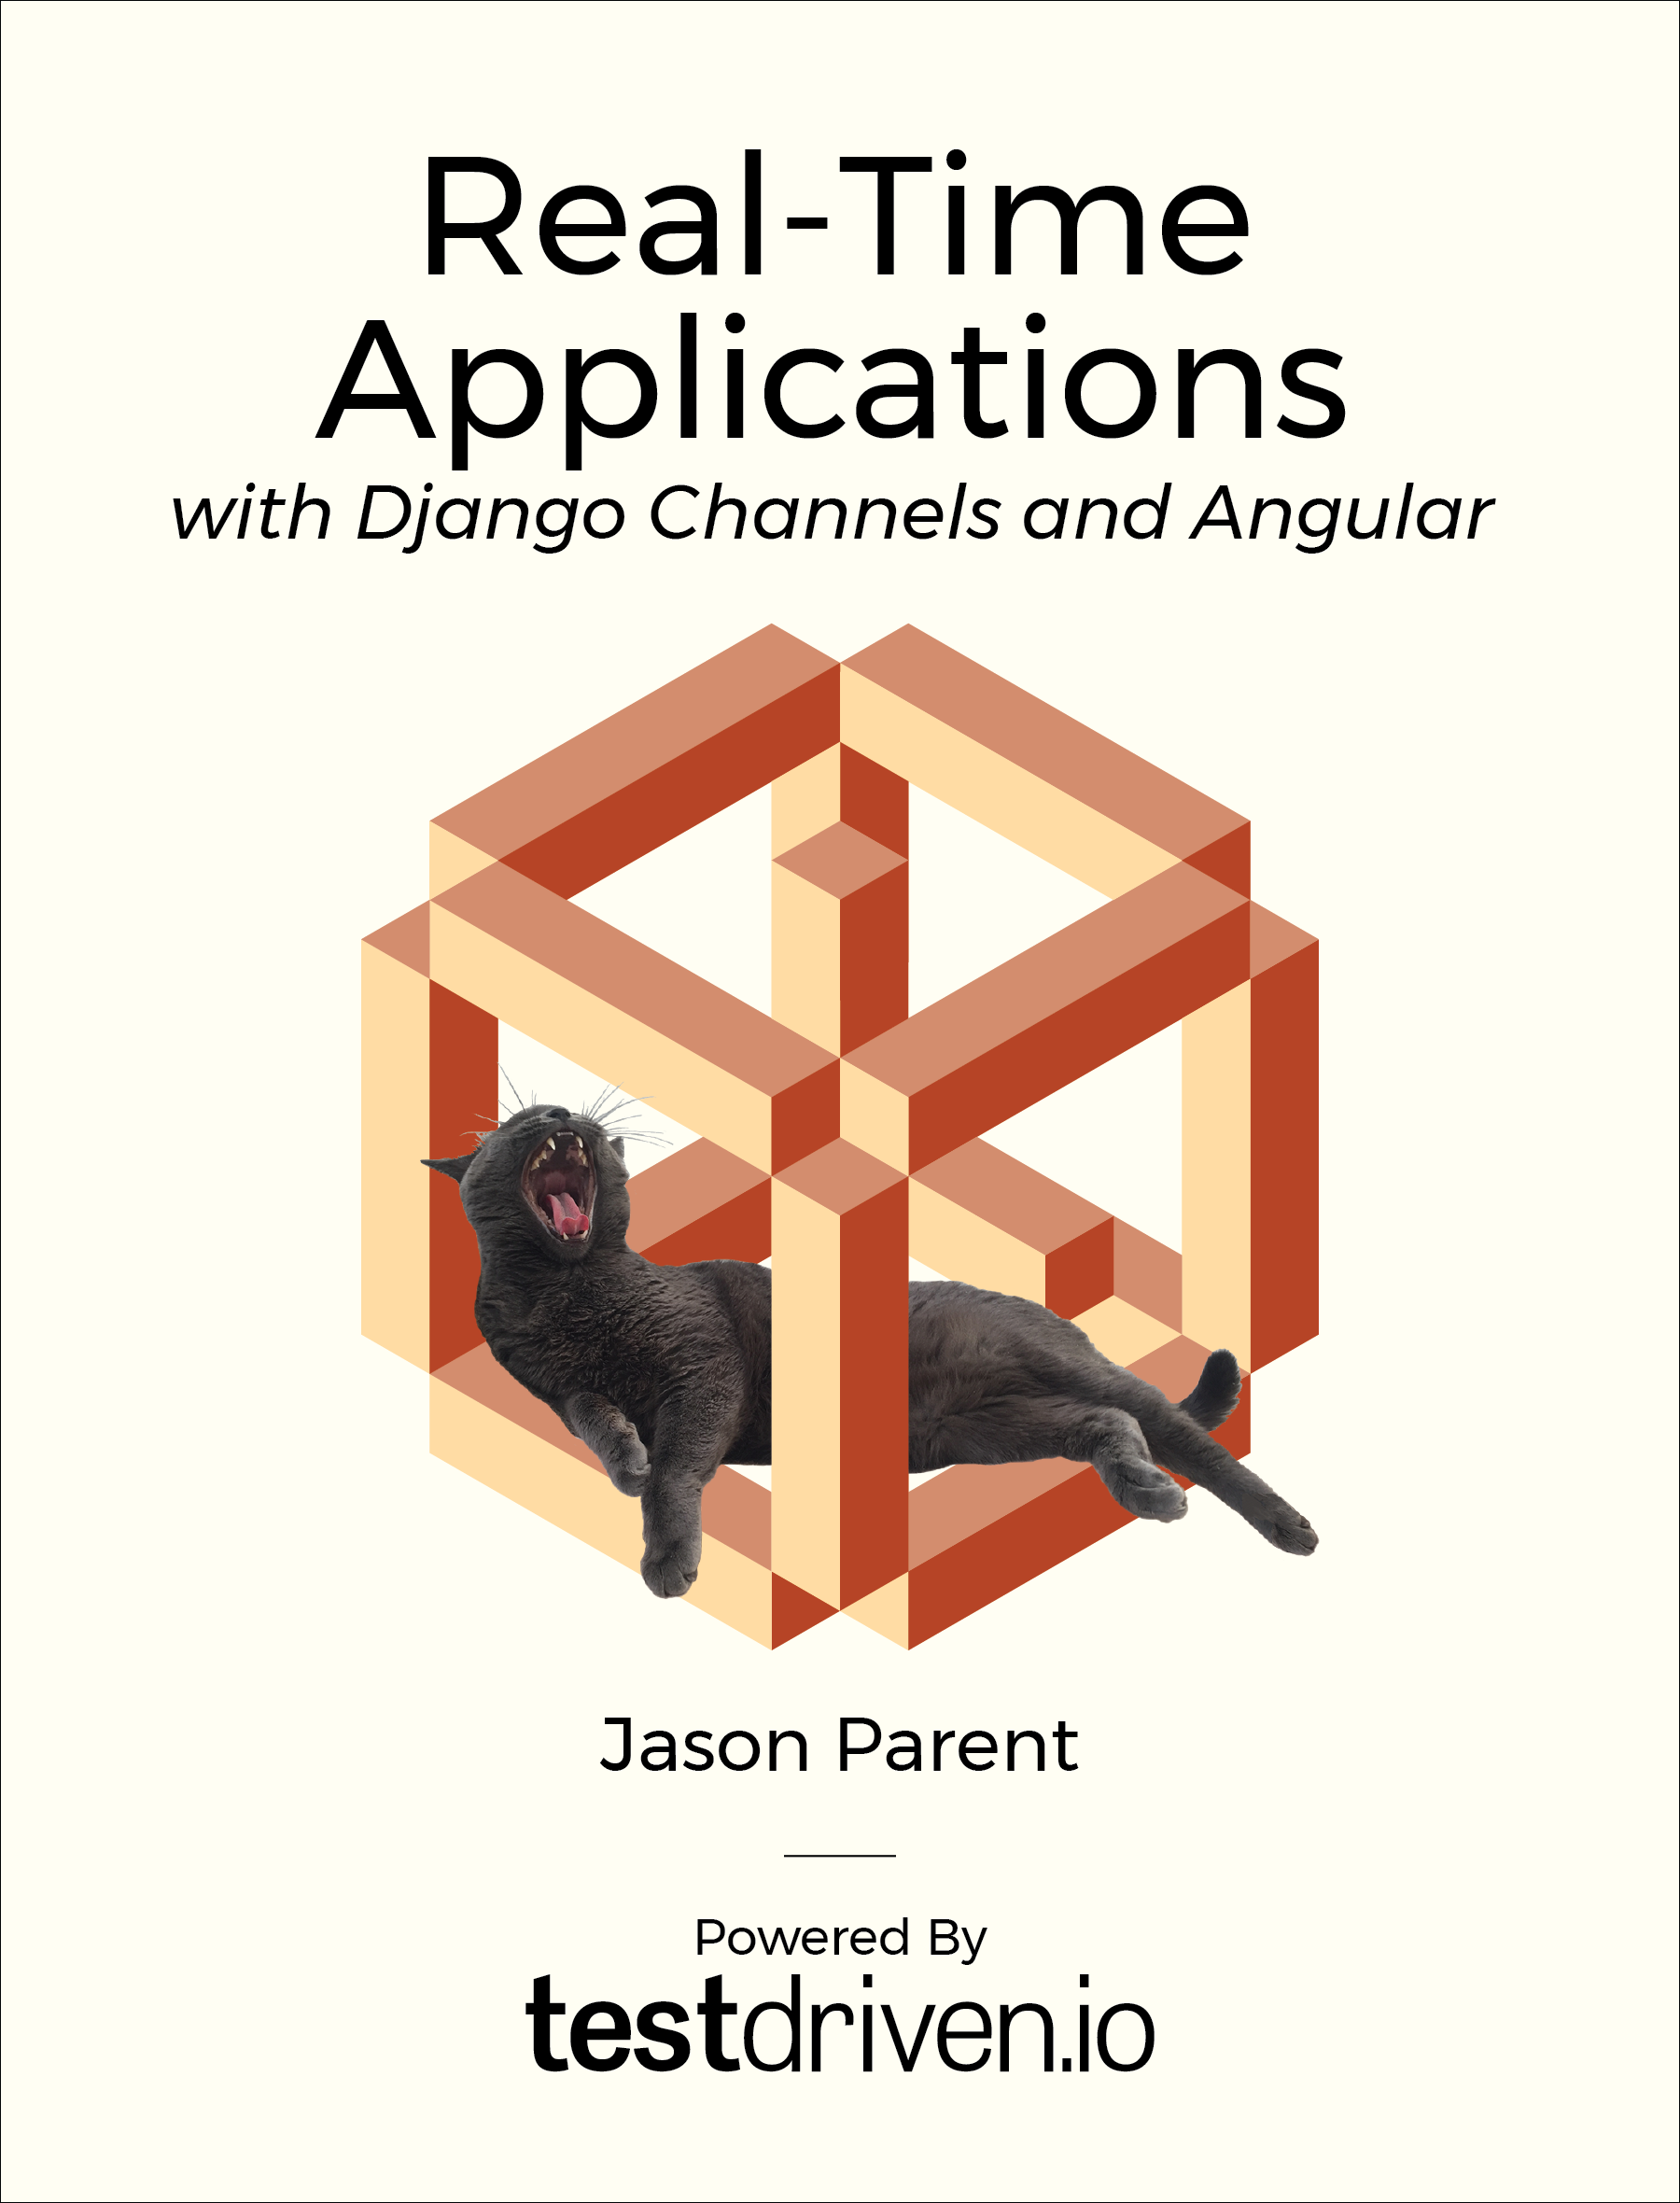 Real-Time
Applications
with Django Channels and Angular
Jason Parent
Powered By
testdriven.io